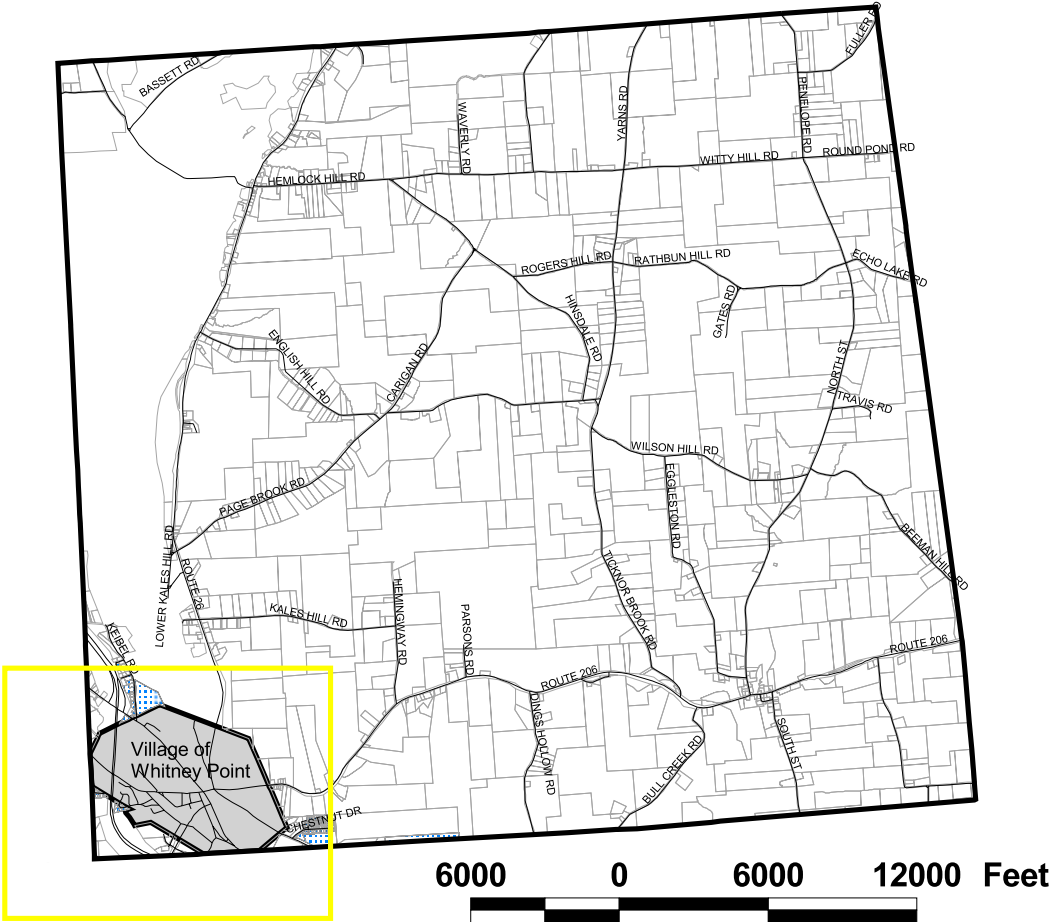 FULLER RD
BASSETT RD
WAVERLY RD
YARNS RD
PENELOPE RD
WITTY HILL RD
ROUND POND RD
HEMLOCK HILL RD
ROGERS HILL RD
RATHBUN HILL RD
ECHO LAKE RD
GATES RD
HINSDALE RD
ENGLISH HILL RD
CARIGAN RD
NORTH ST
TRAVIS RD
WILSON HILL RD
EGGLESTON RD
PAGE BROOK RD
BEEMAN HILL RD
LOWER KALES HILL RD
ROUTE 26
TICKNOR BROOK RD
HEMINGWAY RD
KALES HILL RD
PARSONS RD
KEIBEL RD
ROUTE 206
ROUTE 206
DINGS HOLLOW RD
SOUTH ST
BULL CREEK RD
Village of
Whitney Point
CHESTNUT DR
6000 0 6000 12000 Feet